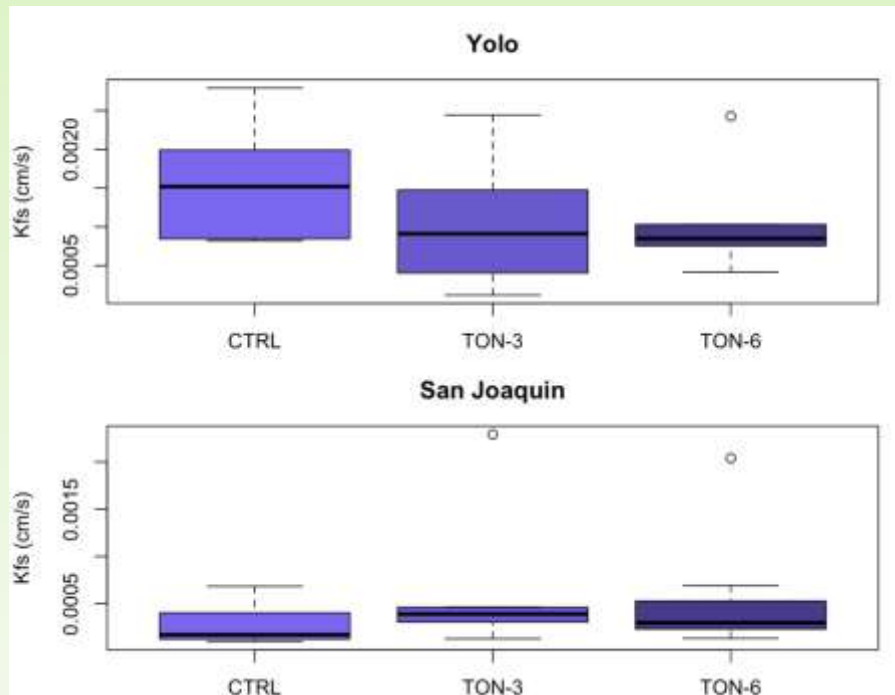 Yolo
Kfs (cm/s)
0.0020
0.0005
CTRL TON-3 TON-6
San Joaquin
Kfs (cm/s)
0.0015
0.0005
CTRL TON-3 TON-6